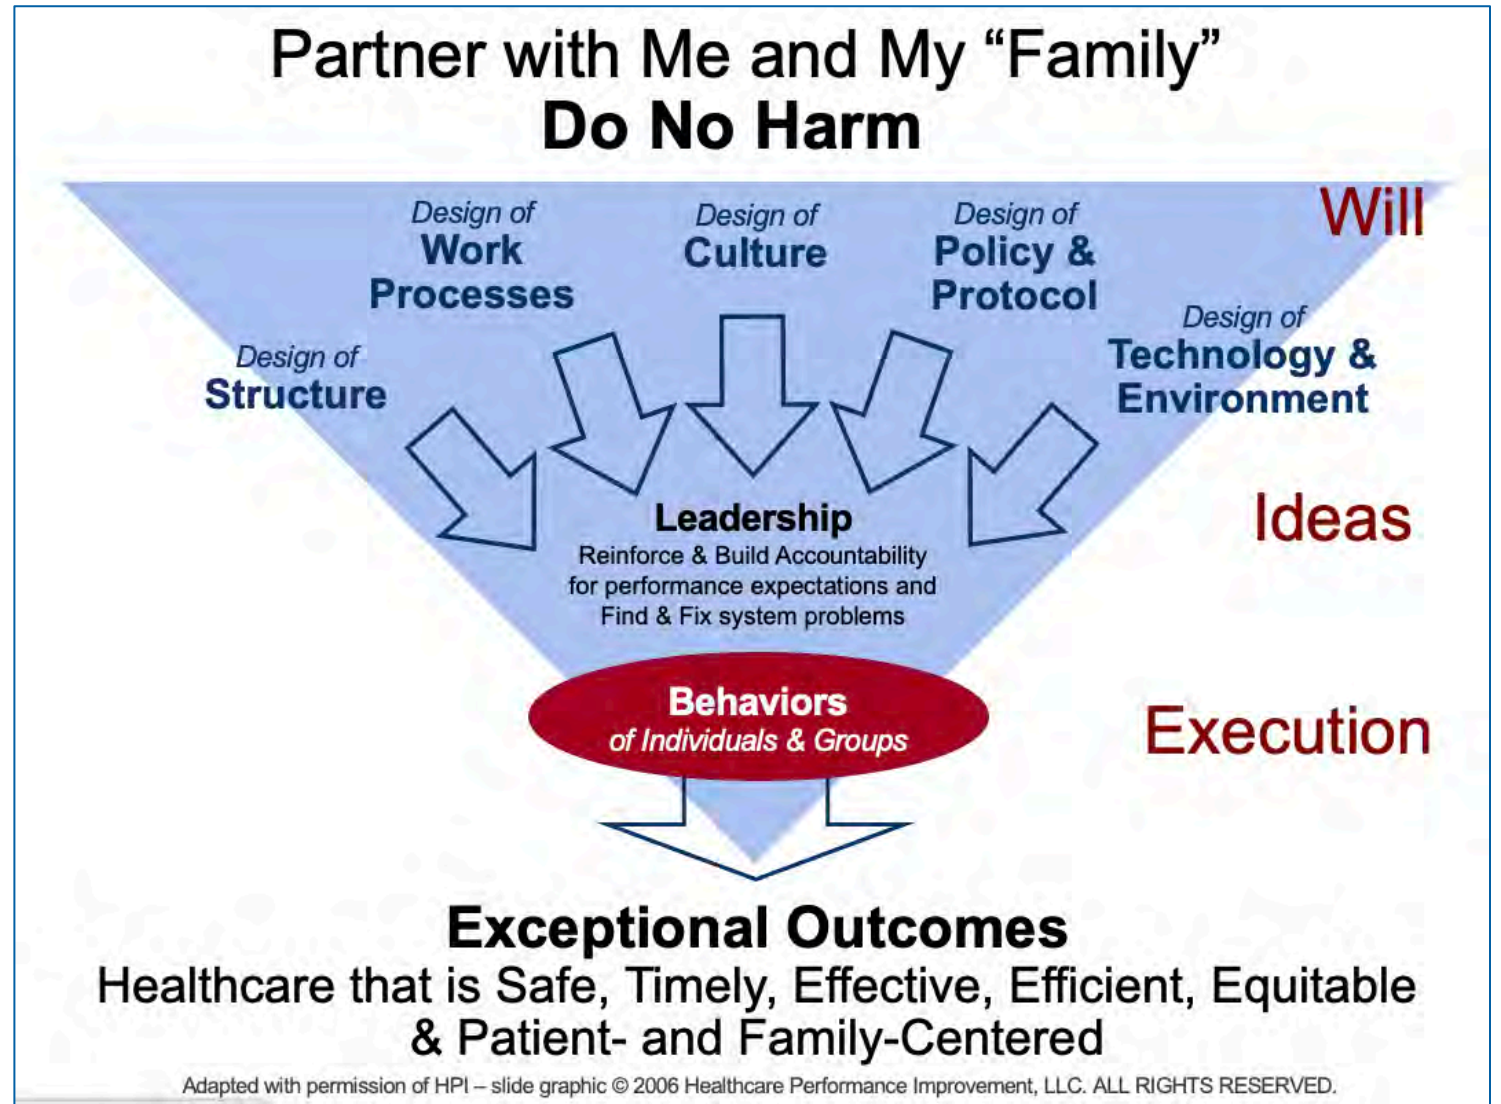 Partner with Me and My “Family”
Do No Harm
Will
Design of
Structure
Design of
Work
Processes
Design of
Culture
Design of
Policy &
Protocol
Design of
Technology &
Environment
Ideas
Leadership
Reinforce & Build Accountability
for performance expectations and
Find & Fix system problems
Behaviors
of Individuals & Groups
Execution
Exceptional Outcomes
Healthcare that is Safe, Timely, Effective, Efficient, Equitable
& Patient- and Family-Centered
Adapted with permission of HPI – slide graphic © 2006 Healthcare Performance Improvement, LLC. ALL RIGHTS RESERVED.